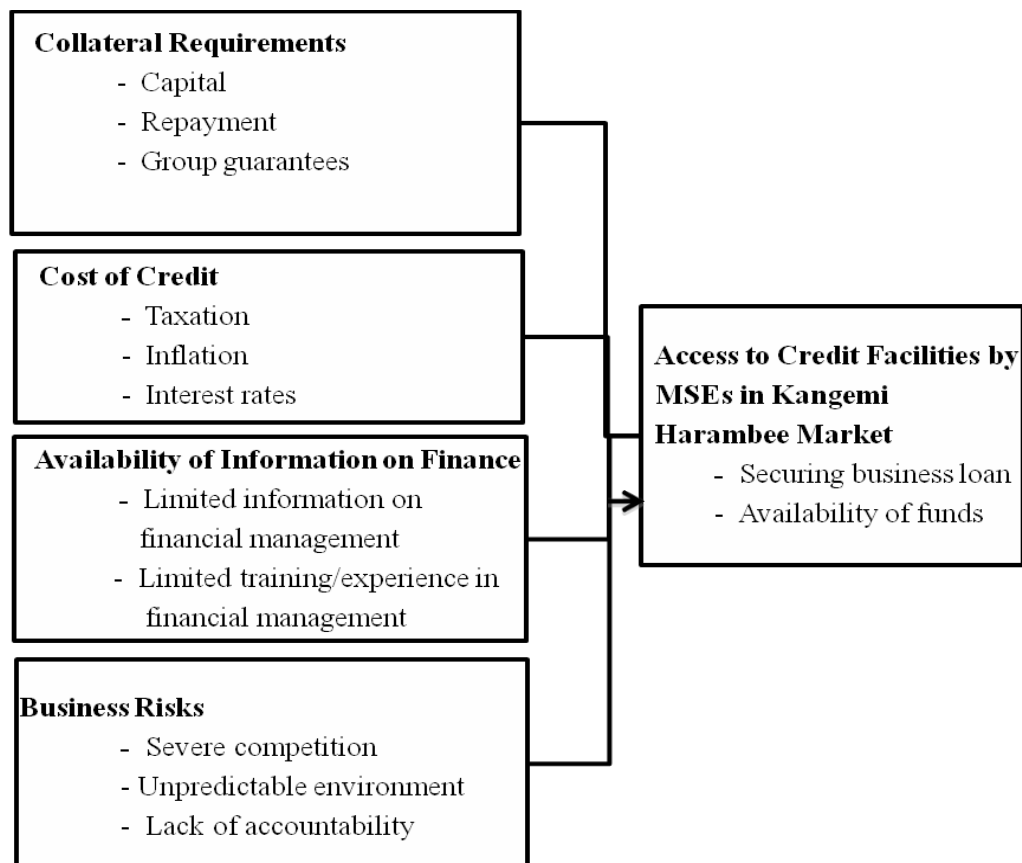 Collateral Requirements
- Capital
- Repayment
- Group guarantees
Cost of Credit
- Taxation
- Inflation
- Interest rates
Availability of Information on Finance
- Limited information on
financial management
- Limited training/experience in
financial management
Business Risks
- Severe competition
- Unpredictable environment
- Lack of accountability
Access to Credit Facilities by
MSEs in Kangemi
Harambee Market
- Securing business loan
- Availability of funds